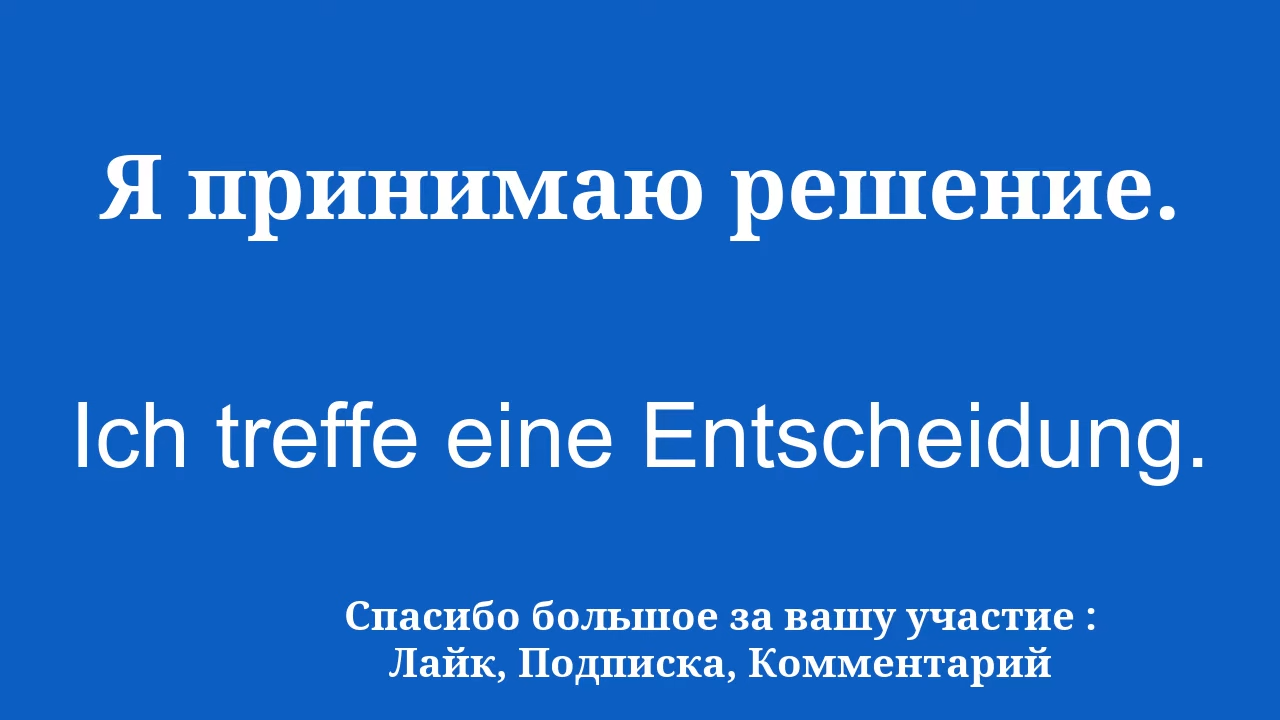 Я принимаю решение.
Ich treffe eine Entscheidung.
Спасибо большое за вашу участие :
Лайк, Подписка, Комментарий